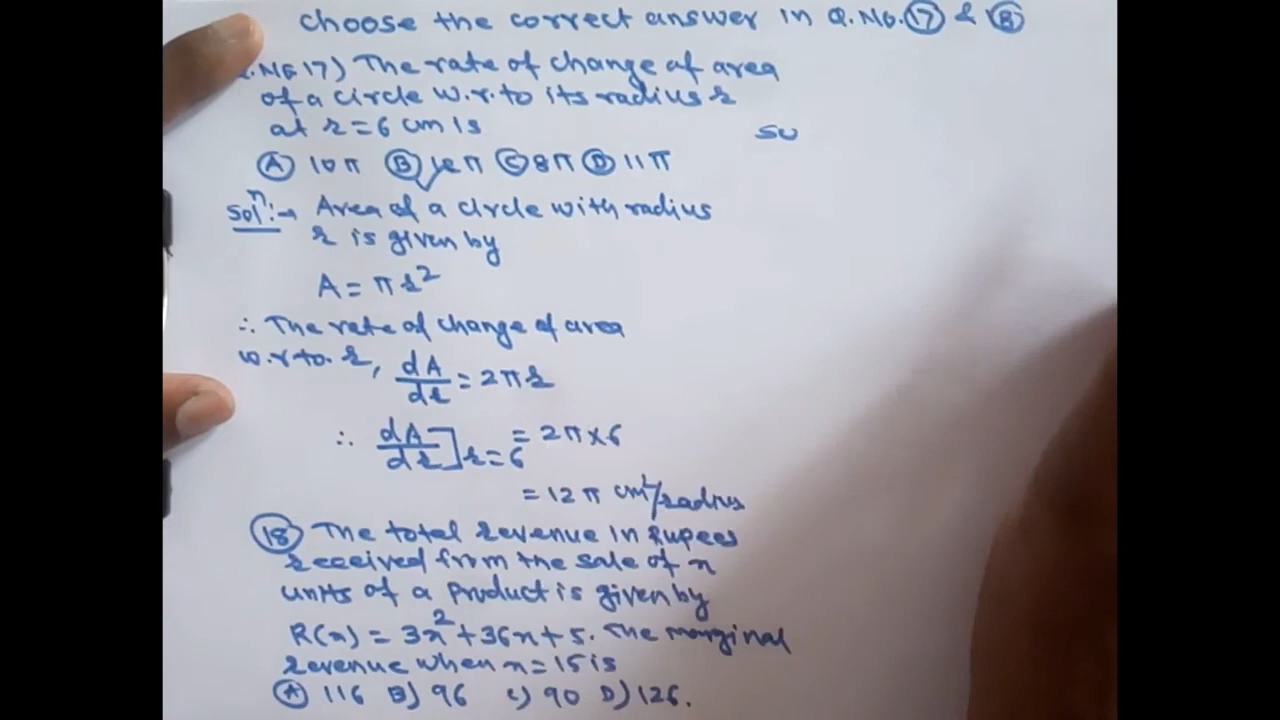 choose the correct answer in Q.No. 17 & 18
.No 17) The rate of change of area
of a circle w.r.to its radius r
at r=6 cm is
so
A 10π B 12π C 8π D 11π
Solⁿ:→ Area of a circle with radius
r is given by
A = πr²
∴ The rate of change of area
w.r.to. r, dA/dr = 2πr
∴ dA/dr]r=6 = 2π×6
= 12π cm²/radius
18 The total revenue in Rupees
received from the sale of x
units of a product is given by
R(x) = 3x²+36x+5. The marginal
revenue when x=15 is
A 116 B) 96 C) 90 D) 126.